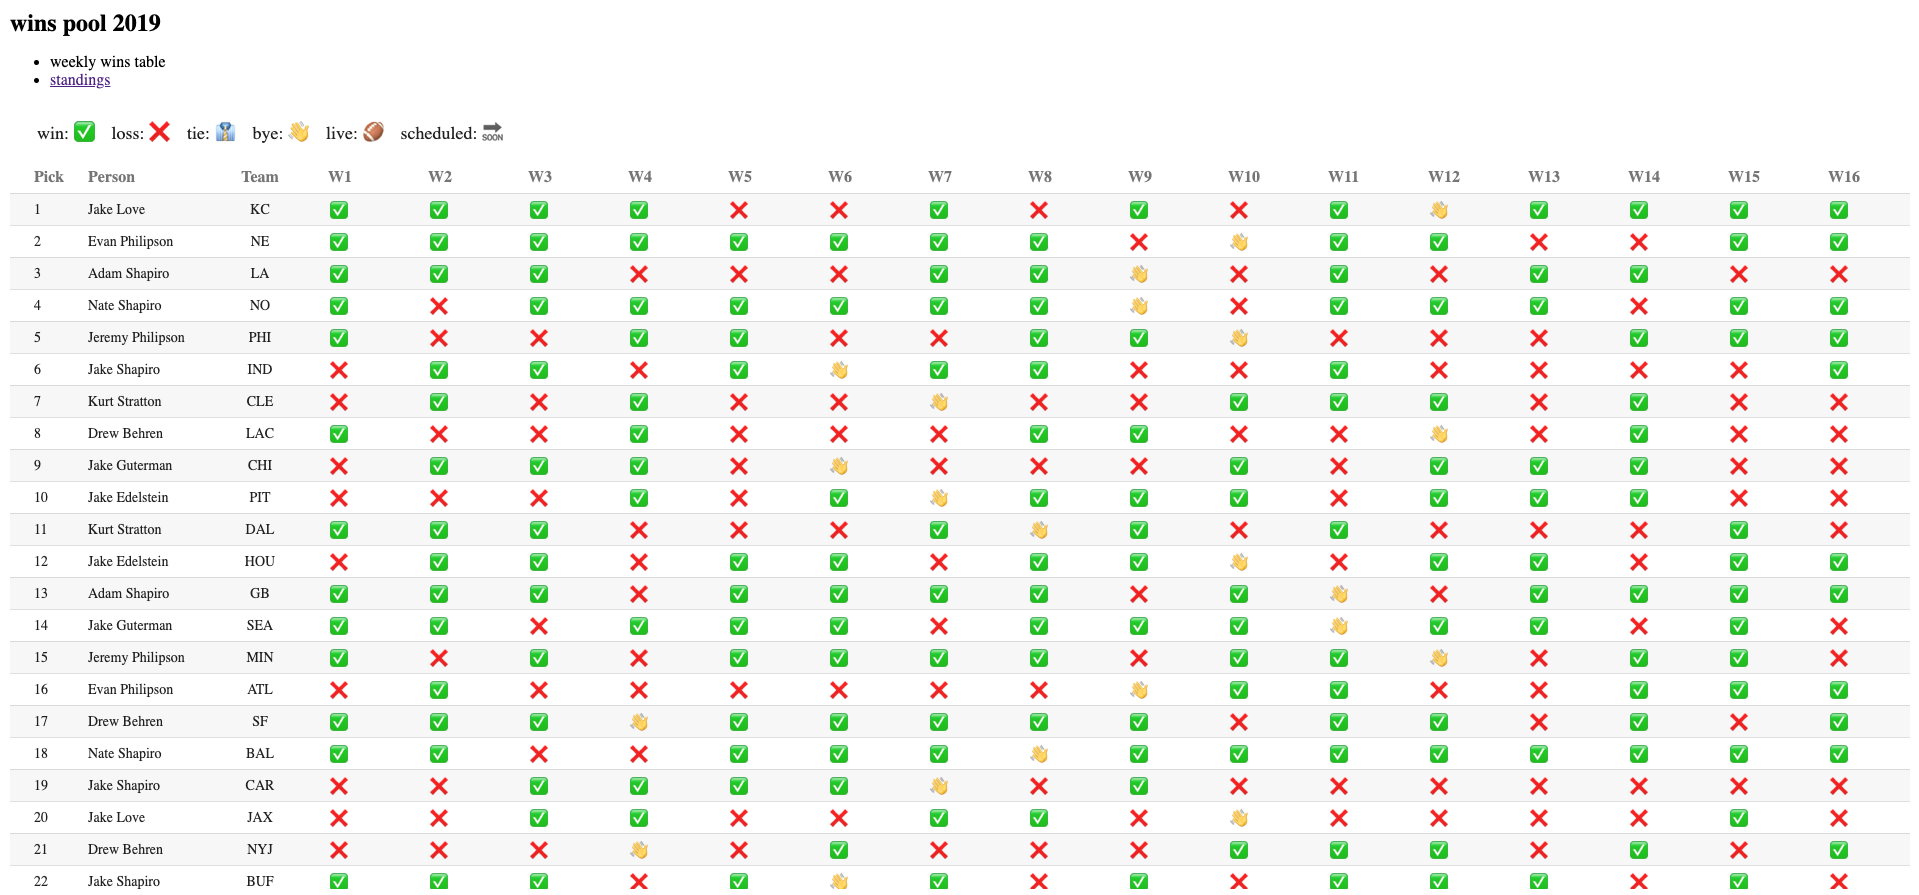 wins pool 2019
weekly wins table
standings
win: ✅ loss: ❌ tie: 👔 bye: 👋 live: 🏈 scheduled: 🔜
Pick Person Team W1 W2 W3 W4 W5 W6 W7 W8 W9 W10 W11 W12 W13 W14 W15 W16
1 Jake Love KC ✅ ✅ ✅ ✅ ❌ ❌ ✅ ❌ ✅ ❌ ✅ 👋 ✅ ✅ ✅ ✅
2 Evan Philipson NE ✅ ✅ ✅ ✅ ✅ ✅ ✅ ✅ ❌ 👋 ✅ ✅ ❌ ❌ ✅ ✅
3 Adam Shapiro LA ✅ ✅ ✅ ❌ ❌ ❌ ✅ ✅ 👋 ❌ ✅ ❌ ✅ ✅ ❌ ❌
4 Nate Shapiro NO ✅ ❌ ✅ ✅ ✅ ✅ ✅ ✅ 👋 ❌ ✅ ✅ ✅ ❌ ✅ ✅
5 Jeremy Philipson PHI ✅ ❌ ❌ ✅ ✅ ❌ ❌ ✅ ✅ 👋 ❌ ❌ ❌ ✅ ✅ ✅
6 Jake Shapiro IND ❌ ✅ ✅ ❌ ✅ 👋 ✅ ✅ ❌ ❌ ✅ ❌ ❌ ❌ ❌ ✅
7 Kurt Stratton CLE ❌ ✅ ❌ ✅ ❌ ❌ 👋 ❌ ❌ ✅ ✅ ✅ ❌ ✅ ❌ ❌
8 Drew Behren LAC ✅ ❌ ❌ ✅ ❌ ❌ ❌ ✅ ✅ ❌ ❌ 👋 ❌ ✅ ❌ ❌
9 Jake Guterman CHI ❌ ✅ ✅ ✅ ❌ 👋 ❌ ❌ ❌ ✅ ❌ ✅ ✅ ✅ ❌ ❌
10 Jake Edelstein PIT ❌ ❌ ❌ ✅ ❌ ✅ 👋 ✅ ✅ ✅ ❌ ✅ ✅ ✅ ❌ ❌
11 Kurt Stratton DAL ✅ ✅ ✅ ❌ ❌ ❌ ✅ 👋 ✅ ❌ ✅ ❌ ❌ ❌ ✅ ❌
12 Jake Edelstein HOU ❌ ✅ ✅ ❌ ✅ ✅ ❌ ✅ ✅ 👋 ❌ ✅ ✅ ❌ ✅ ✅
13 Adam Shapiro GB ✅ ✅ ✅ ❌ ✅ ✅ ✅ ✅ ❌ ✅ 👋 ❌ ✅ ✅ ✅ ✅
14 Jake Guterman SEA ✅ ✅ ❌ ✅ ✅ ✅ ❌ ✅ ✅ ✅ 👋 ✅ ✅ ❌ ✅ ❌
15 Jeremy Philipson MIN ✅ ❌ ✅ ❌ ✅ ✅ ✅ ✅ ❌ ✅ ✅ 👋 ❌ ✅ ✅ ❌
16 Evan Philipson ATL ❌ ✅ ❌ ❌ ❌ ❌ ❌ ❌ 👋 ✅ ✅ ❌ ❌ ✅ ✅ ✅
17 Drew Behren SF ✅ ✅ ✅ 👋 ✅ ✅ ✅ ✅ ✅ ❌ ✅ ✅ ❌ ✅ ❌ ✅
18 Nate Shapiro BAL ✅ ✅ ❌ ❌ ✅ ✅ ✅ 👋 ✅ ✅ ✅ ✅ ✅ ✅ ✅ ✅
19 Jake Shapiro CAR ❌ ❌ ✅ ✅ ✅ ✅ 👋 ❌ ✅ ❌ ❌ ❌ ❌ ❌ ❌ ❌
20 Jake Love JAX ❌ ❌ ✅ ✅ ❌ ❌ ✅ ✅ ❌ 👋 ❌ ❌ ❌ ❌ ✅ ❌
21 Drew Behren NYJ ❌ ❌ ❌ 👋 ❌ ✅ ❌ ❌ ❌ ✅ ✅ ✅ ❌ ✅ ❌ ✅
22 Jake Shapiro BUF ✅ ✅ ✅ ❌ ✅ 👋 ✅ ❌ ✅ ❌ ✅ ✅ ✅ ❌ ✅ ❌